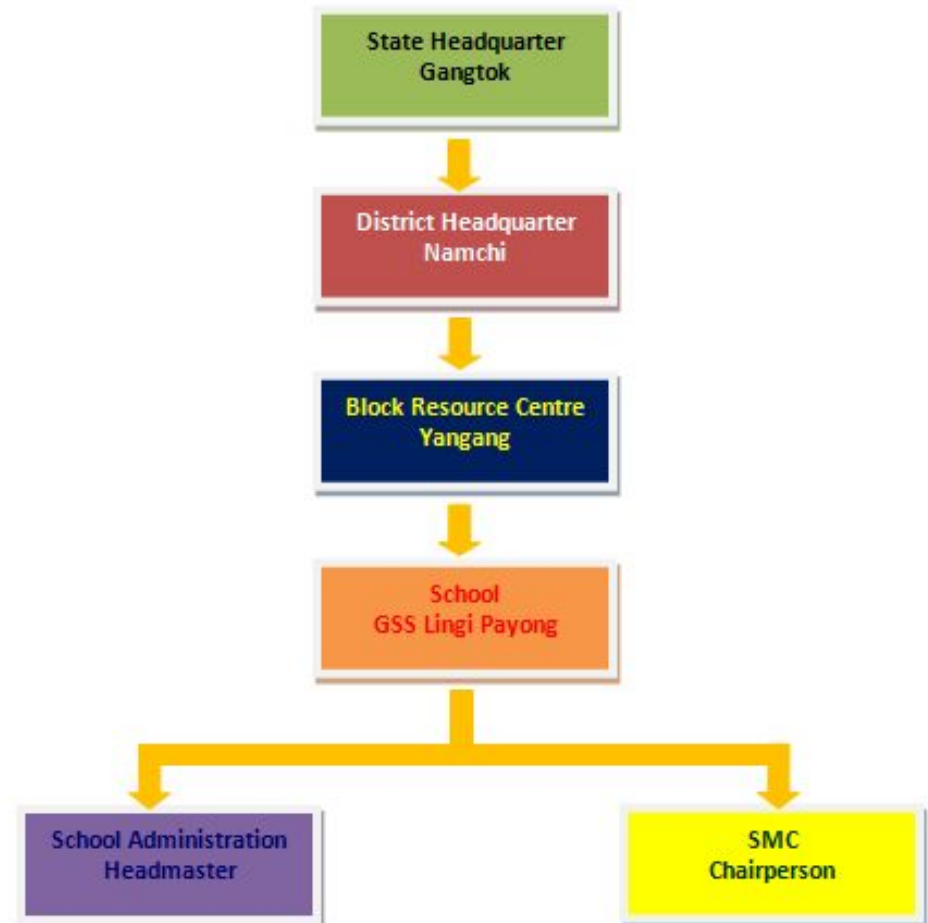 State Headquarter
Gangtok
District Headquarter
Namchi
Block Resource Centre
Yangang
School
GSS Lingi Payong
School Administration
Headmaster
SMC
Chairperson